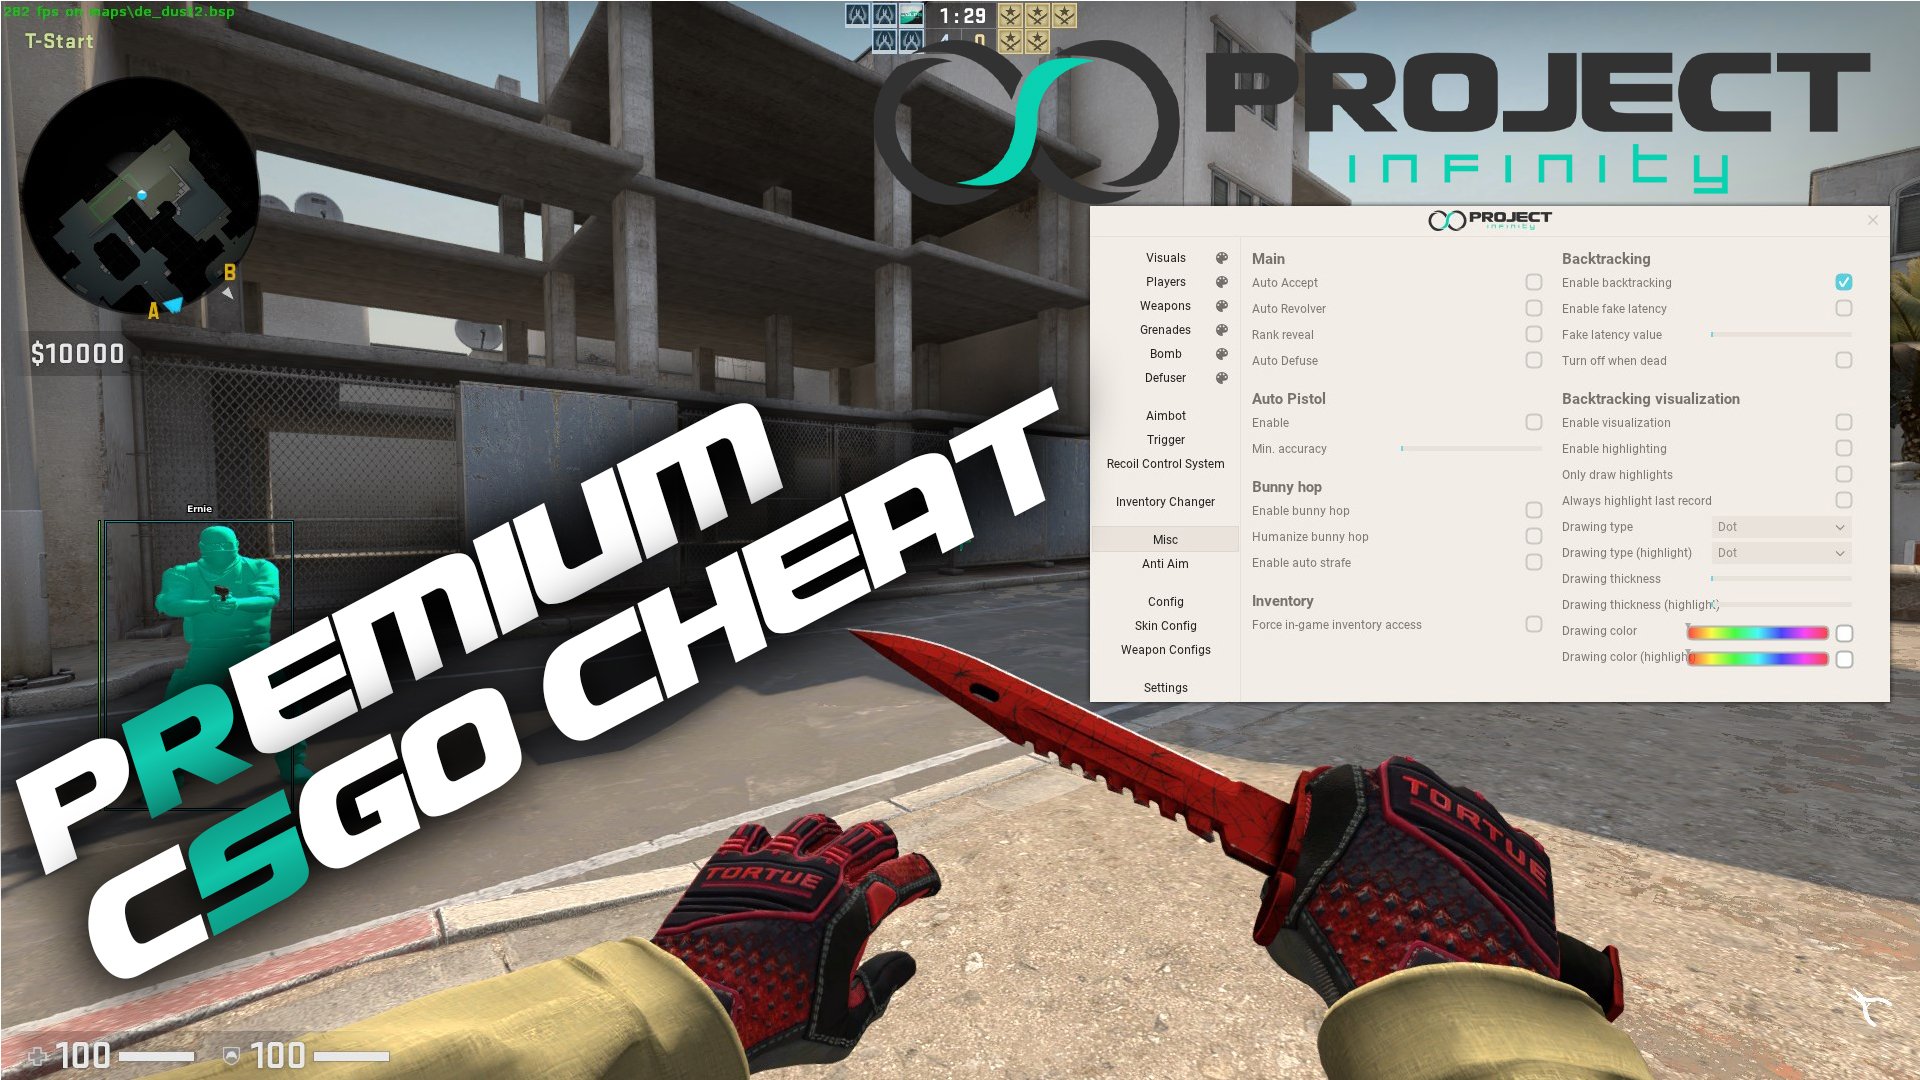 282 fps on maps\de_dust2.bsp
T-Start
1:29
0
PROJECT
infinity
B
A
$10000
Ernie
PREMIUM
CSGO CHEAT
PROJECT
infinity
Visuals
Players
Weapons
Grenades
Bomb
Defuser
Aimbot
Trigger
Recoil Control System
Inventory Changer
Misc
Anti Aim
Config
Skin Config
Weapon Configs
Settings
Main
Auto Accept
Auto Revolver
Rank reveal
Auto Defuse
Auto Pistol
Enable
Min. accuracy
Bunny hop
Enable bunny hop
Humanize bunny hop
Enable auto strafe
Inventory
Force in-game inventory access
Backtracking
Enable backtracking
Enable fake latency
Fake latency value
Turn off when dead
Backtracking visualization
Enable visualization
Enable highlighting
Only draw highlights
Always highlight last record
Drawing type
Dot
Drawing type (highlight)
Dot
Drawing thickness
Drawing thickness (highlight)
Drawing color
Drawing color (highligh
TORTUE
TORTUE
100
100